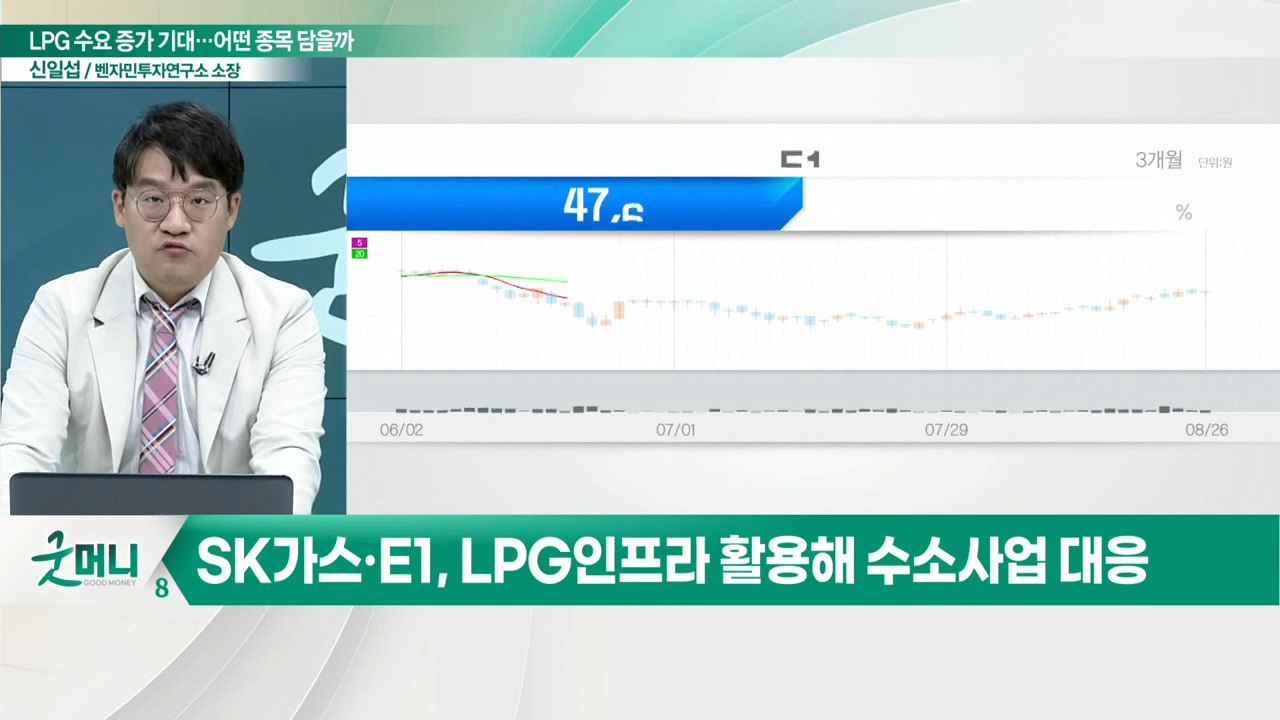 LPG 수요 증가 기대…어떤 종목 담을까
신일섭 / 벤자민투자연구소 소장
E1
3개월 단위:원
%
5
20
06/02 07/01 07/29 08/26
굿머니
GOOD MONEY
8
SK가스·E1, LPG인프라 활용해 수소사업 대응